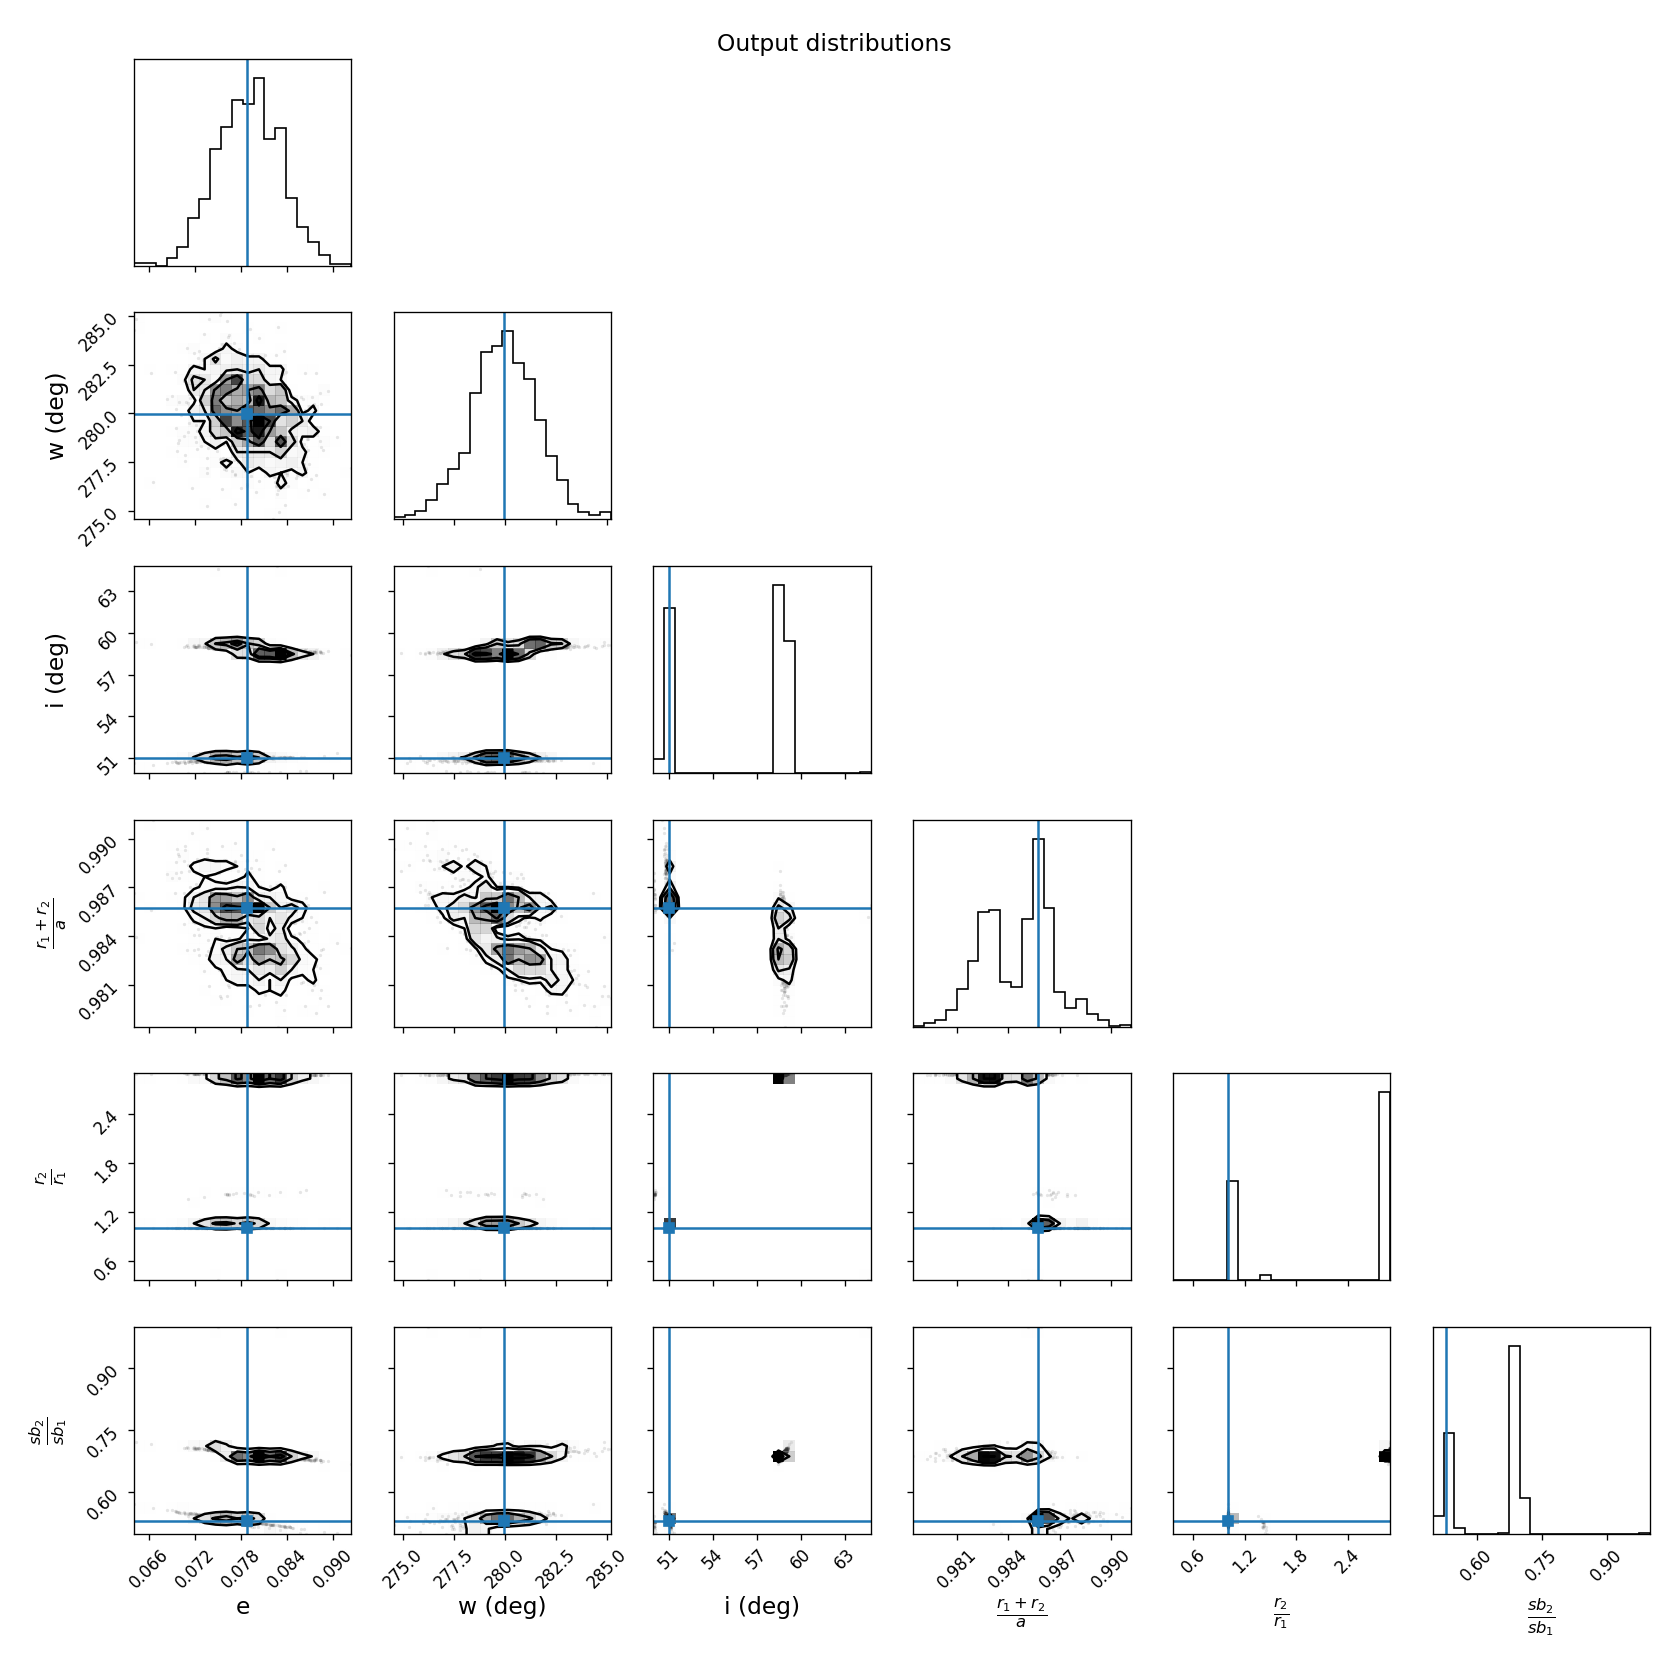 Output distributions
285.0
282.5
280.0
277.5
275.0
w (deg)
63
60
57
54
51
i (deg)
0.990
0.987
0.984
0.981
r1 + r2
a
2.4
1.8
1.2
0.6
r2
r1
0.90
0.75
0.60
sb2
sb1
0.066 0.072 0.078 0.084 0.090
e
275.0 277.5 280.0 282.5 285.0
w (deg)
51 54 57 60 63
i (deg)
0.981 0.984 0.987 0.990
r1 + r2
a
0.6 1.2 1.8 2.4
r2
r1
0.60 0.75 0.90
sb2
sb1